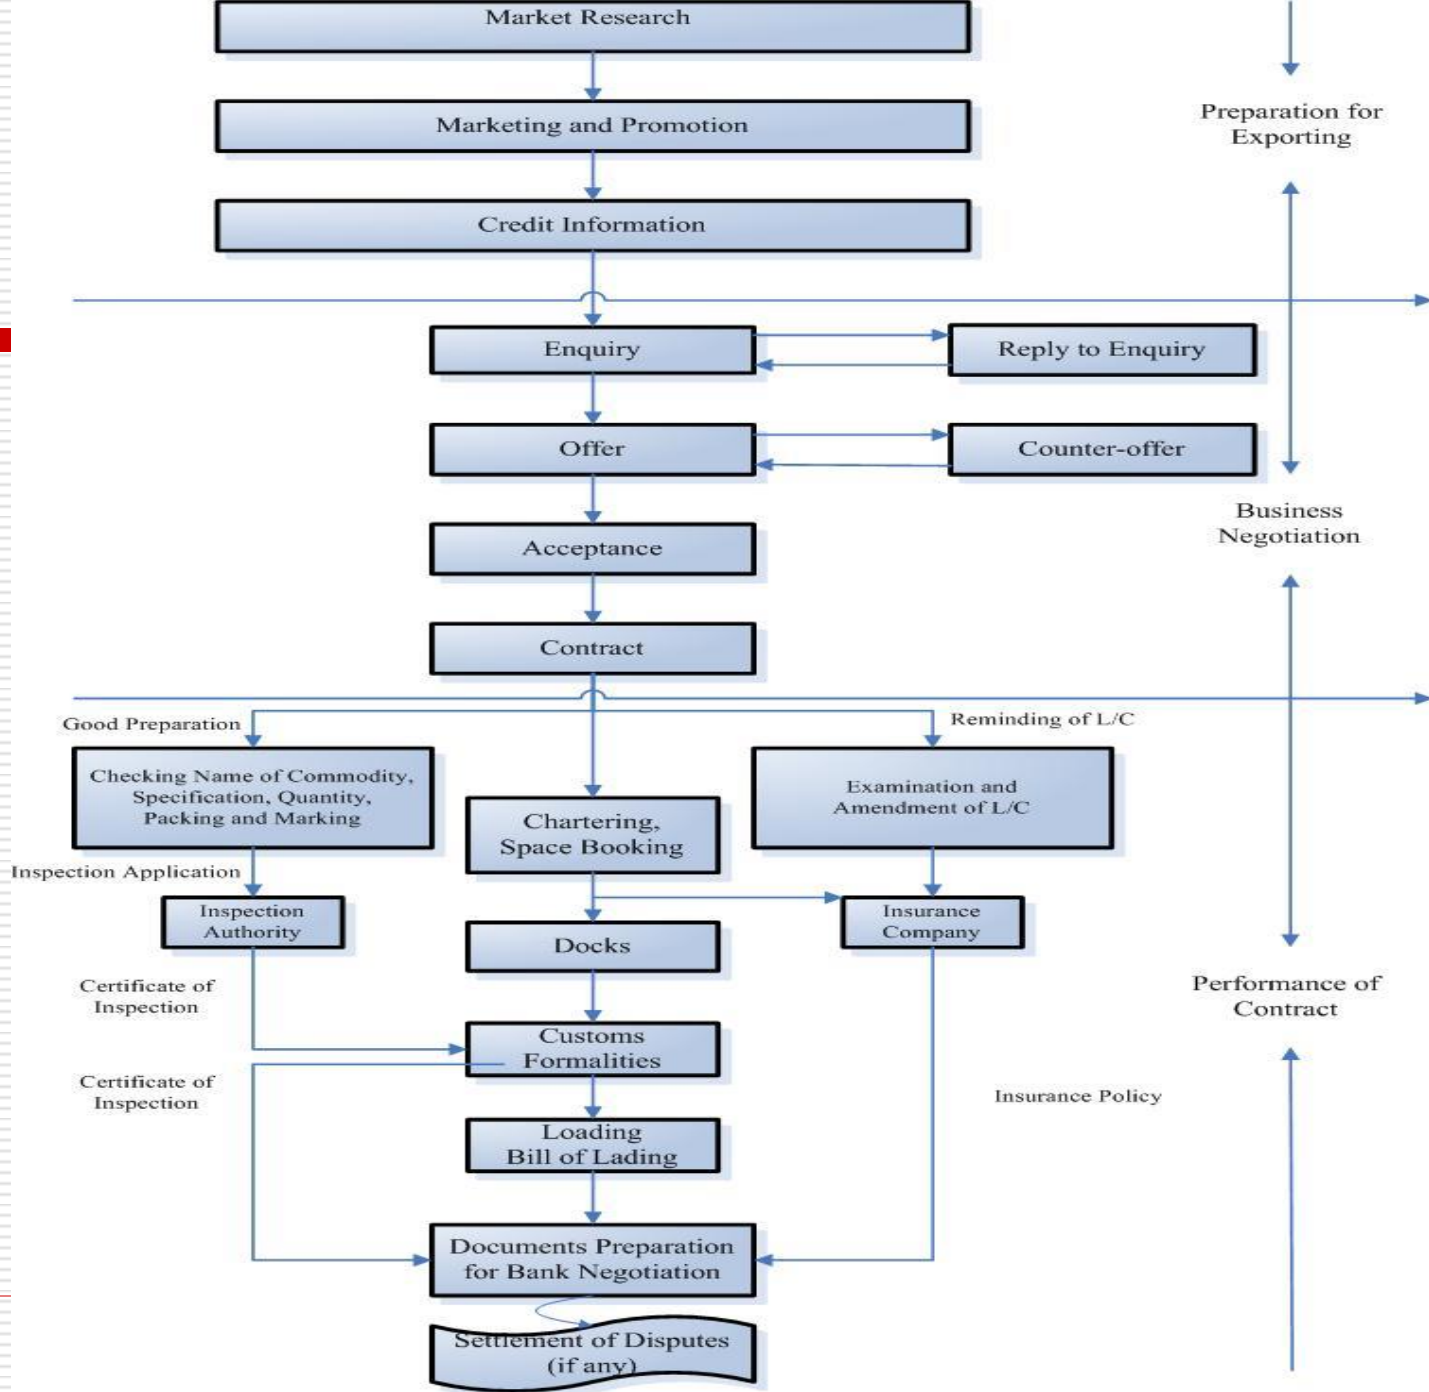 Market Research
Preparation for
Exporting
Marketing and Promotion
Credit Information
Enquiry
Reply to Enquiry
Offer
Counter-offer
Business
Negotiation
Acceptance
Contract
Good Preparation
Reminding of L/C
Checking Name of Commodity,
Specification, Quantity,
Packing and Marking
Chartering,
Space Booking
Examination and
Amendment of L/C
Inspection Application
Inspection
Authority
Docks
Insurance
Company
Certificate of
Inspection
Performance of
Contract
Customs
Formalities
Certificate of
Inspection
Insurance Policy
Loading
Bill of Lading
Documents Preparation
for Bank Negotiation
Settlement of Disputes
(if any)